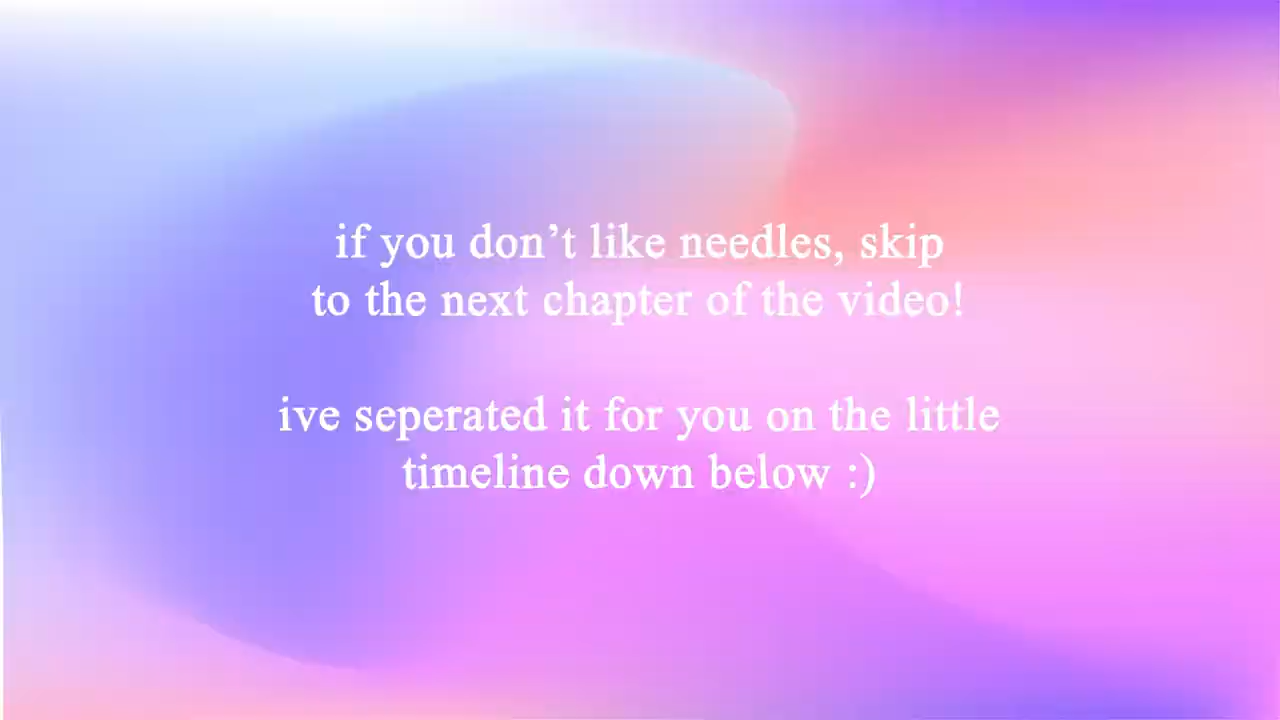 if you don’t like needles, skip
to the next chapter of the video!
ive seperated it for you on the little
timeline down below :)